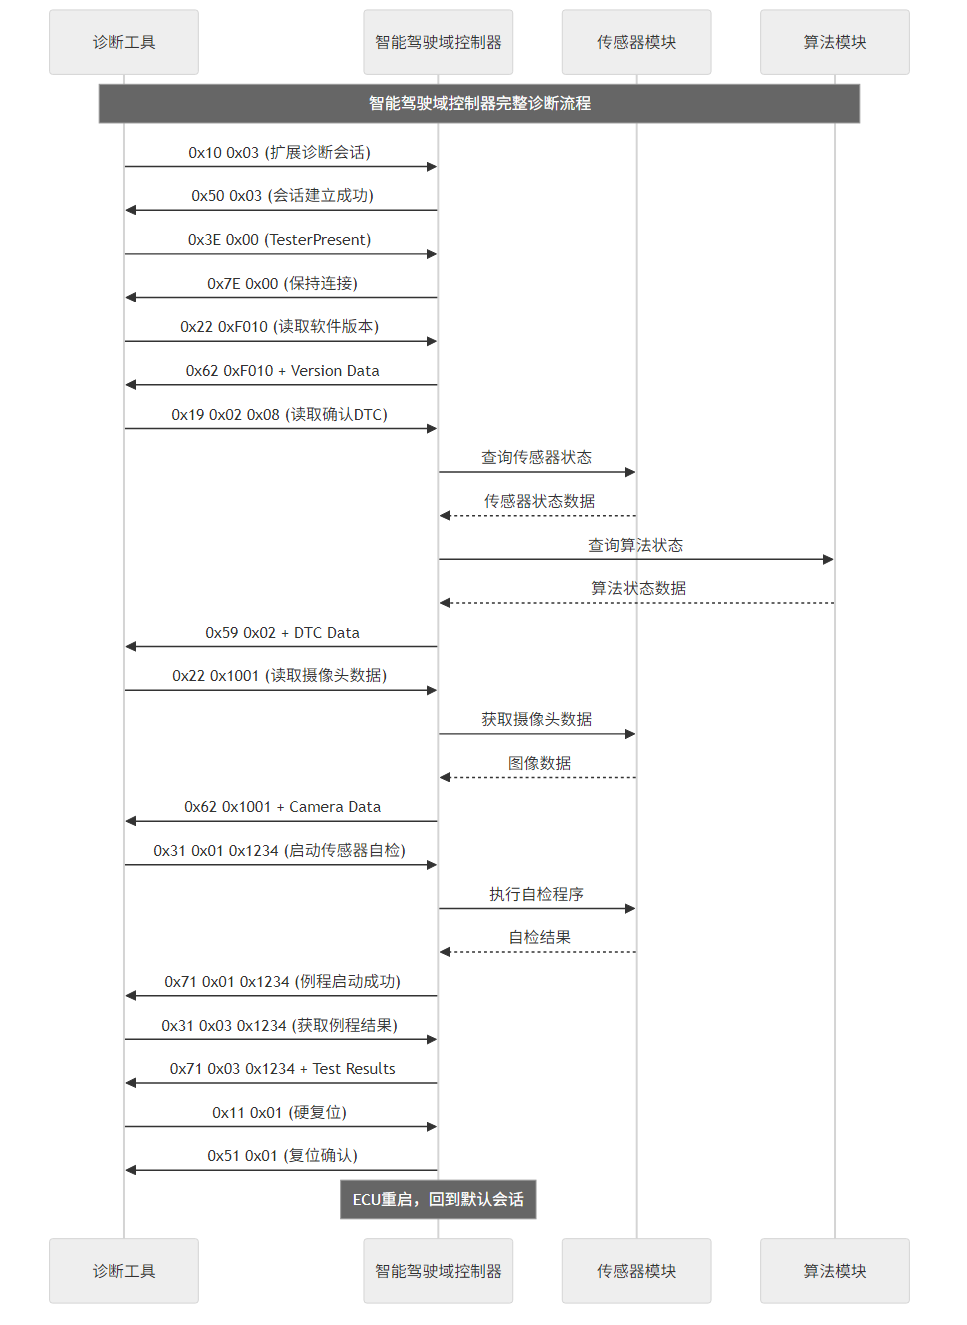 诊断工具
智能驾驶域控制器
传感器模块
算法模块
智能驾驶域控制器完整诊断流程
0x10 0x03 (扩展诊断会话)
0x50 0x03 (会话建立成功)
0x3E 0x00 (TesterPresent)
0x7E 0x00 (保持连接)
0x22 0xF010 (读取软件版本)
0x62 0xF010 + Version Data
0x19 0x02 0x08 (读取确认DTC)
查询传感器状态
传感器状态数据
查询算法状态
算法状态数据
0x59 0x02 + DTC Data
0x22 0x1001 (读取摄像头数据)
获取摄像头数据
图像数据
0x62 0x1001 + Camera Data
0x31 0x01 0x1234 (启动传感器自检)
执行自检程序
自检结果
0x71 0x01 0x1234 (例程启动成功)
0x31 0x03 0x1234 (获取例程结果)
0x71 0x03 0x1234 + Test Results
0x11 0x01 (硬复位)
0x51 0x01 (复位确认)
ECU重启，回到默认会话
诊断工具
智能驾驶域控制器
传感器模块
算法模块